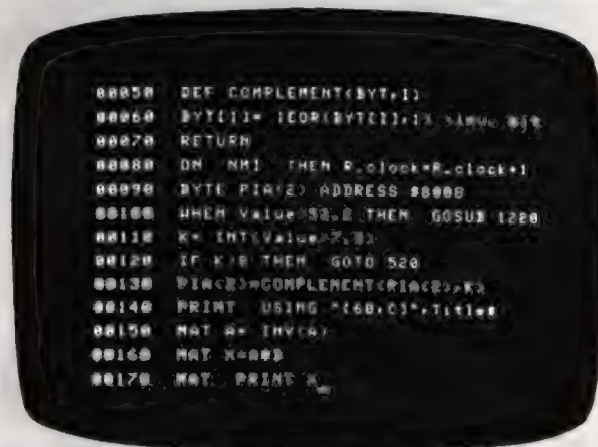 00050 DEF COMPLEMENT(BYT,I)
00060 BYT[I]= IEOR(BYT[I],1)
00070 RETURN
00080 ON NMI THEN R_clock=R_clock+1
00090 BYTE PIA(2) ADDRESS $8008
00100 WHEN Value>52.2 THEN GOSUB 1220
00110 K= INT(Value/7.3)
00120 IF K>8 THEN GOTO 520
00130 PIA(2)=COMPLEMENT(PIA(2),K)
00140 PRINT USING "[60,C]",Title$
00150 MAT A= INV(A)
00160 MAT X=A*B
00170 MAT PRINT X